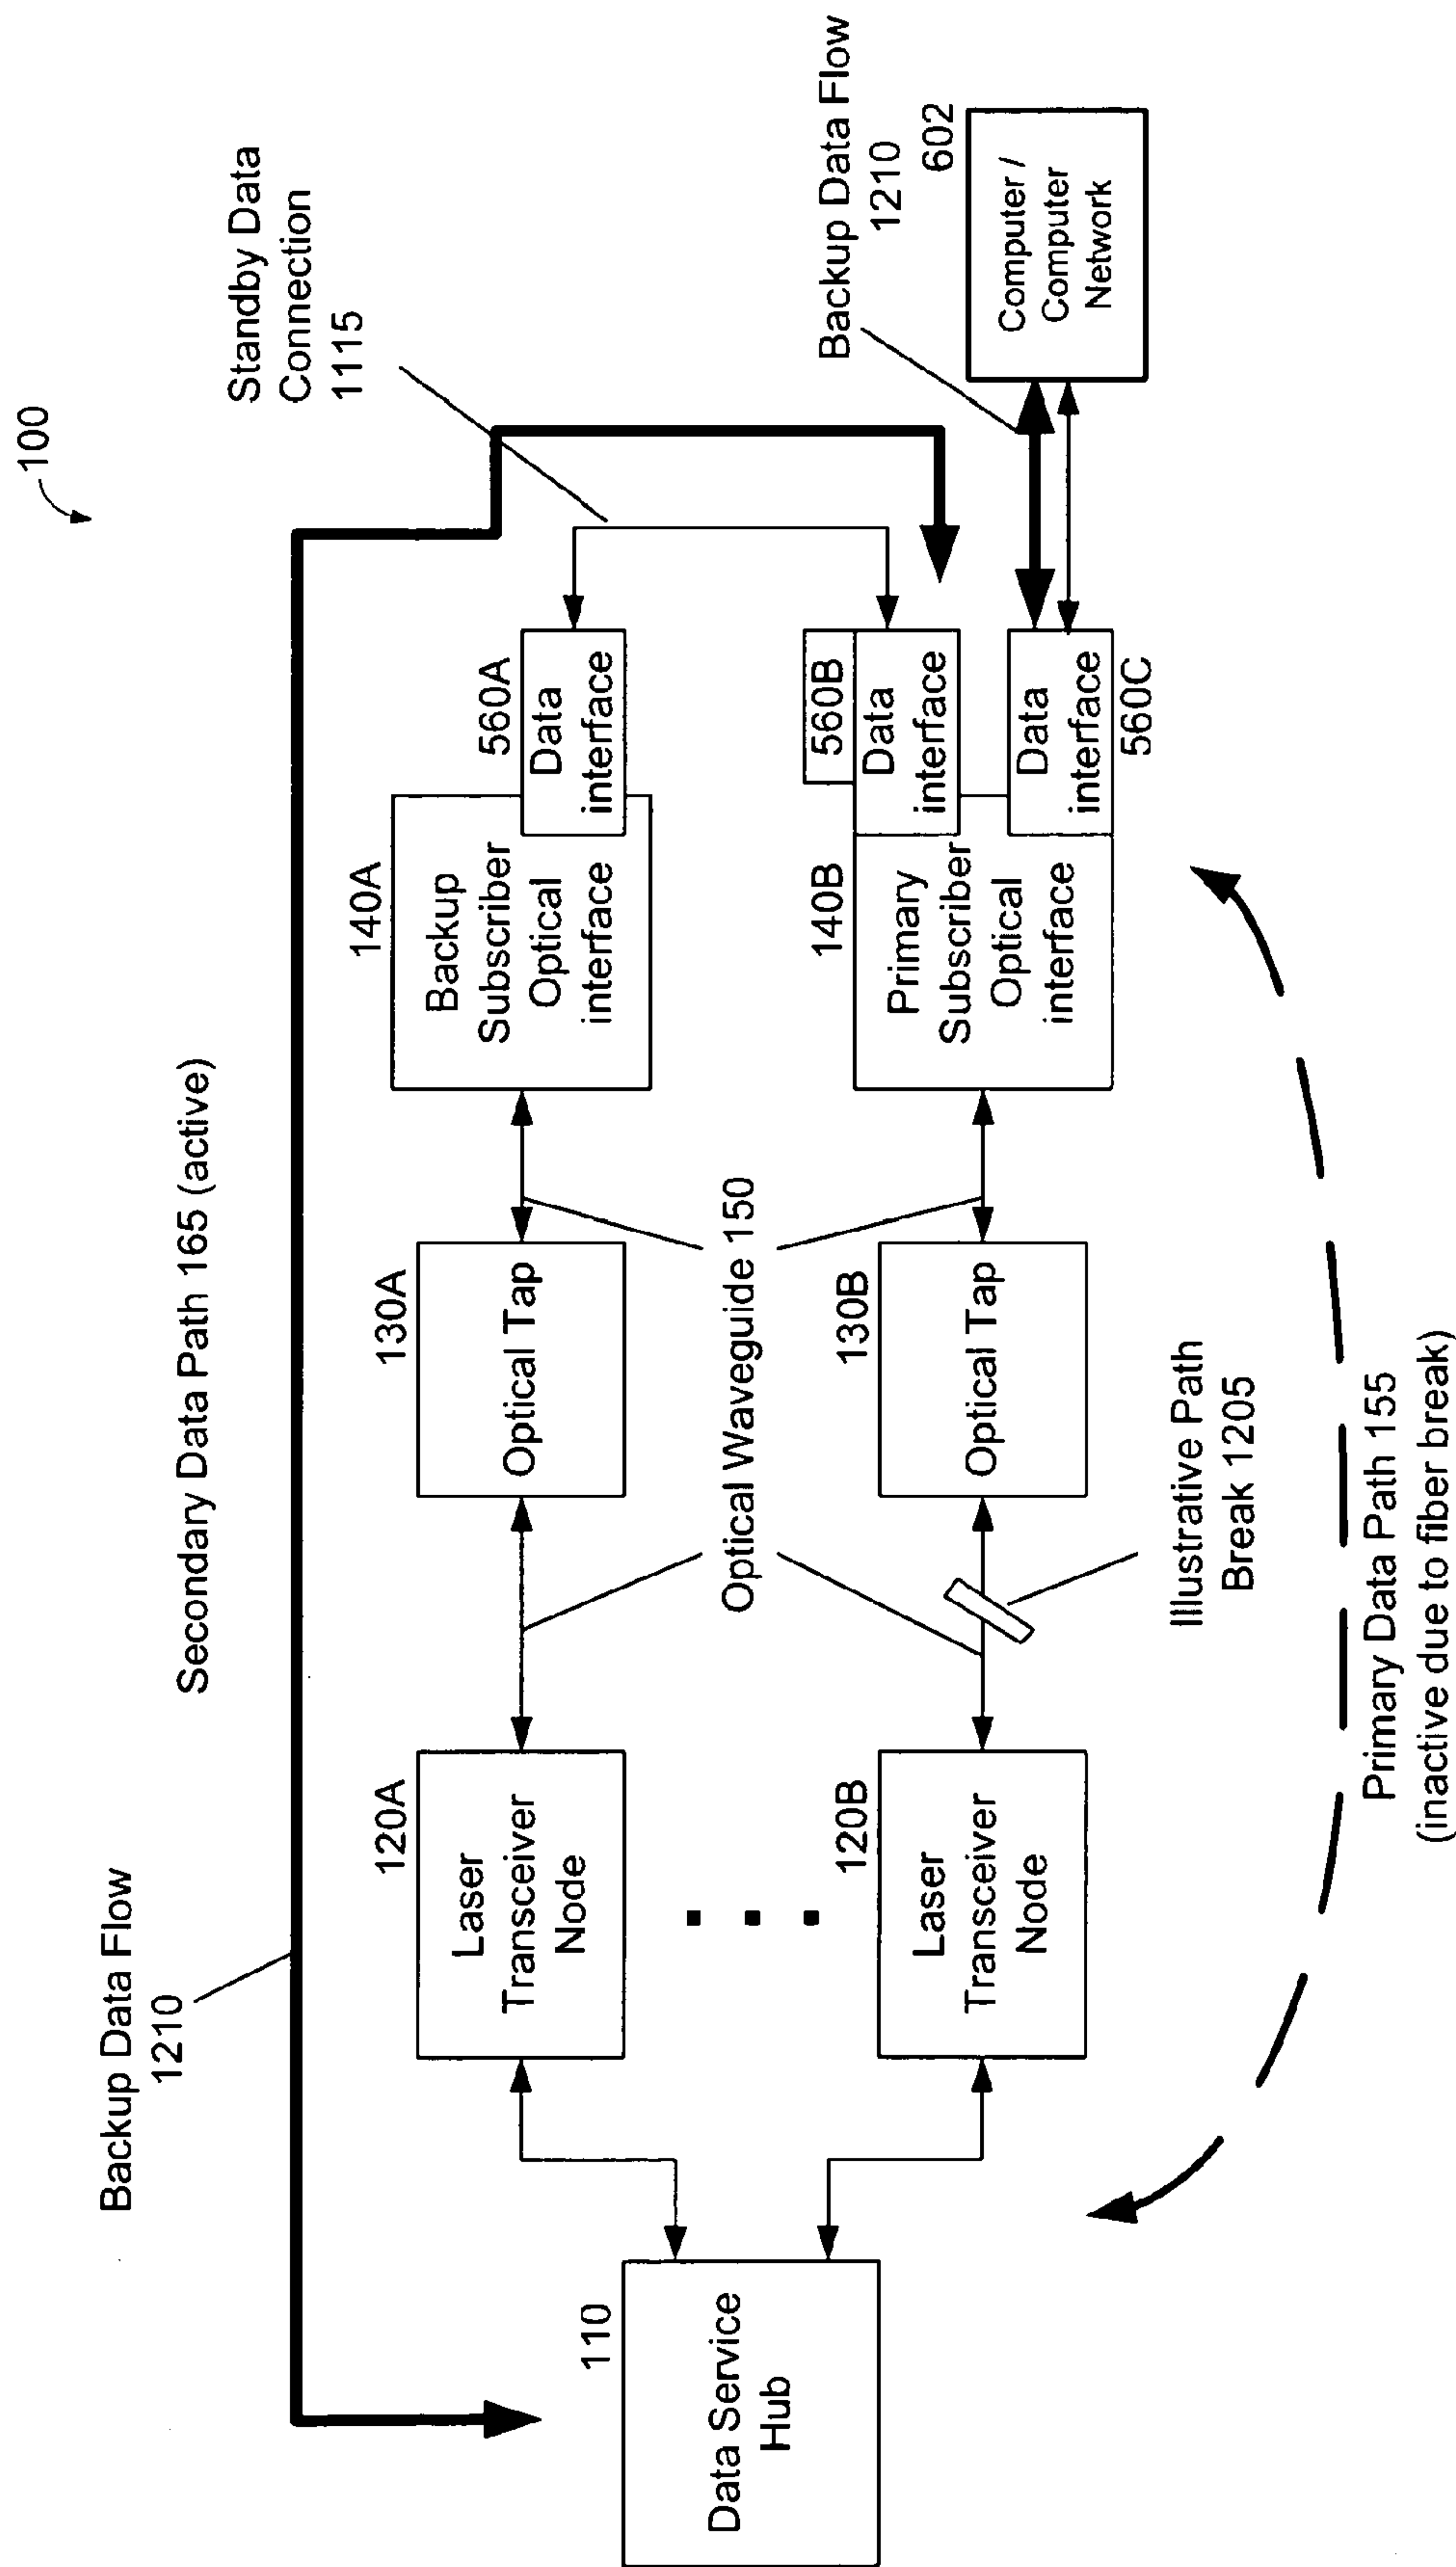 100
Backup Data Flow
1210
Secondary Data Path 165 (active)
Standby Data
Connection
1115
120A
Laser
Transceiver
Node
130A
Optical Tap
140A
Backup
Subscriber
Optical
interface
560A
Data
interface
110
Data Service
Hub
Optical Waveguide 150
120B
Laser
Transceiver
Node
130B
Optical Tap
140B
Primary
Subscriber
Optical
interface
560B
Data
interface
Data
interface
560C
Backup Data Flow
1210
602
Computer /
Computer
Network
Illustrative Path
Break 1205
Primary Data Path 155
(inactive due to fiber break)